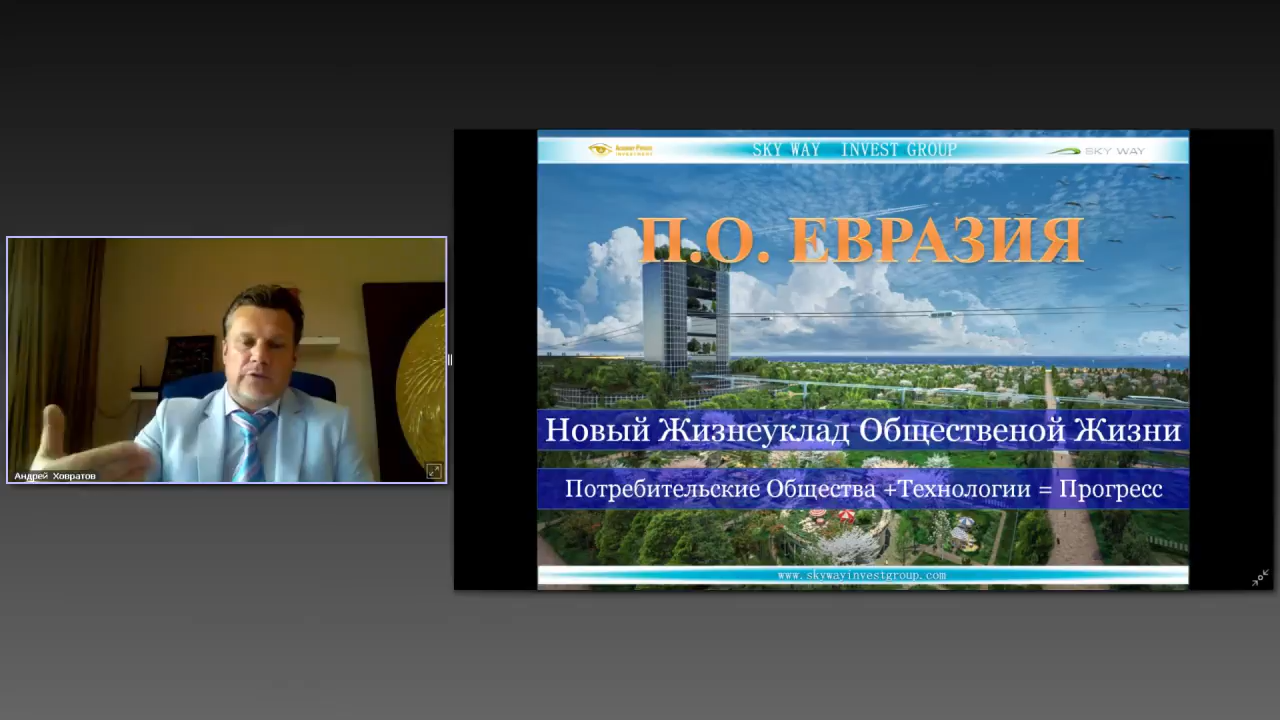 SKY WAY INVEST GROUP
SKY WAY
П.О. ЕВРАЗИЯ
Новый Жизнеуклад Общественой Жизни
Андрей Ховратов
Потребительские Общества +Технологии = Прогресс
www.skywayinvestgroup.com